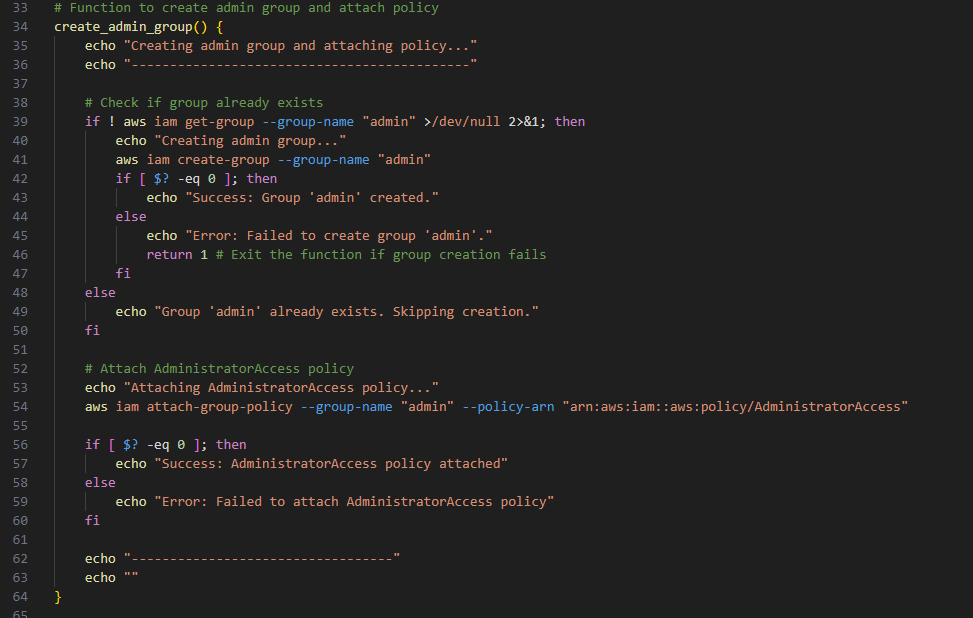 33 # Function to create admin group and attach policy
34 create_admin_group() {
35     echo "Creating admin group and attaching policy..."
36     echo "--------------------------------------------"
37
38     # Check if group already exists
39     if ! aws iam get-group --group-name "admin" >/dev/null 2>&1; then
40         echo "Creating admin group..."
41         aws iam create-group --group-name "admin"
42         if [ $? -eq 0 ]; then
43             echo "Success: Group 'admin' created."
44         else
45             echo "Error: Failed to create group 'admin'."
46             return 1 # Exit the function if group creation fails
47         fi
48     else
49         echo "Group 'admin' already exists. Skipping creation."
50     fi
51
52     # Attach AdministratorAccess policy
53     echo "Attaching AdministratorAccess policy..."
54     aws iam attach-group-policy --group-name "admin" --policy-arn "arn:aws:iam::aws:policy/AdministratorAccess"
55
56     if [ $? -eq 0 ]; then
57         echo "Success: AdministratorAccess policy attached"
58     else
59         echo "Error: Failed to attach AdministratorAccess policy"
60     fi
61
62     echo "----------------------------------"
63     echo ""
64 }
65